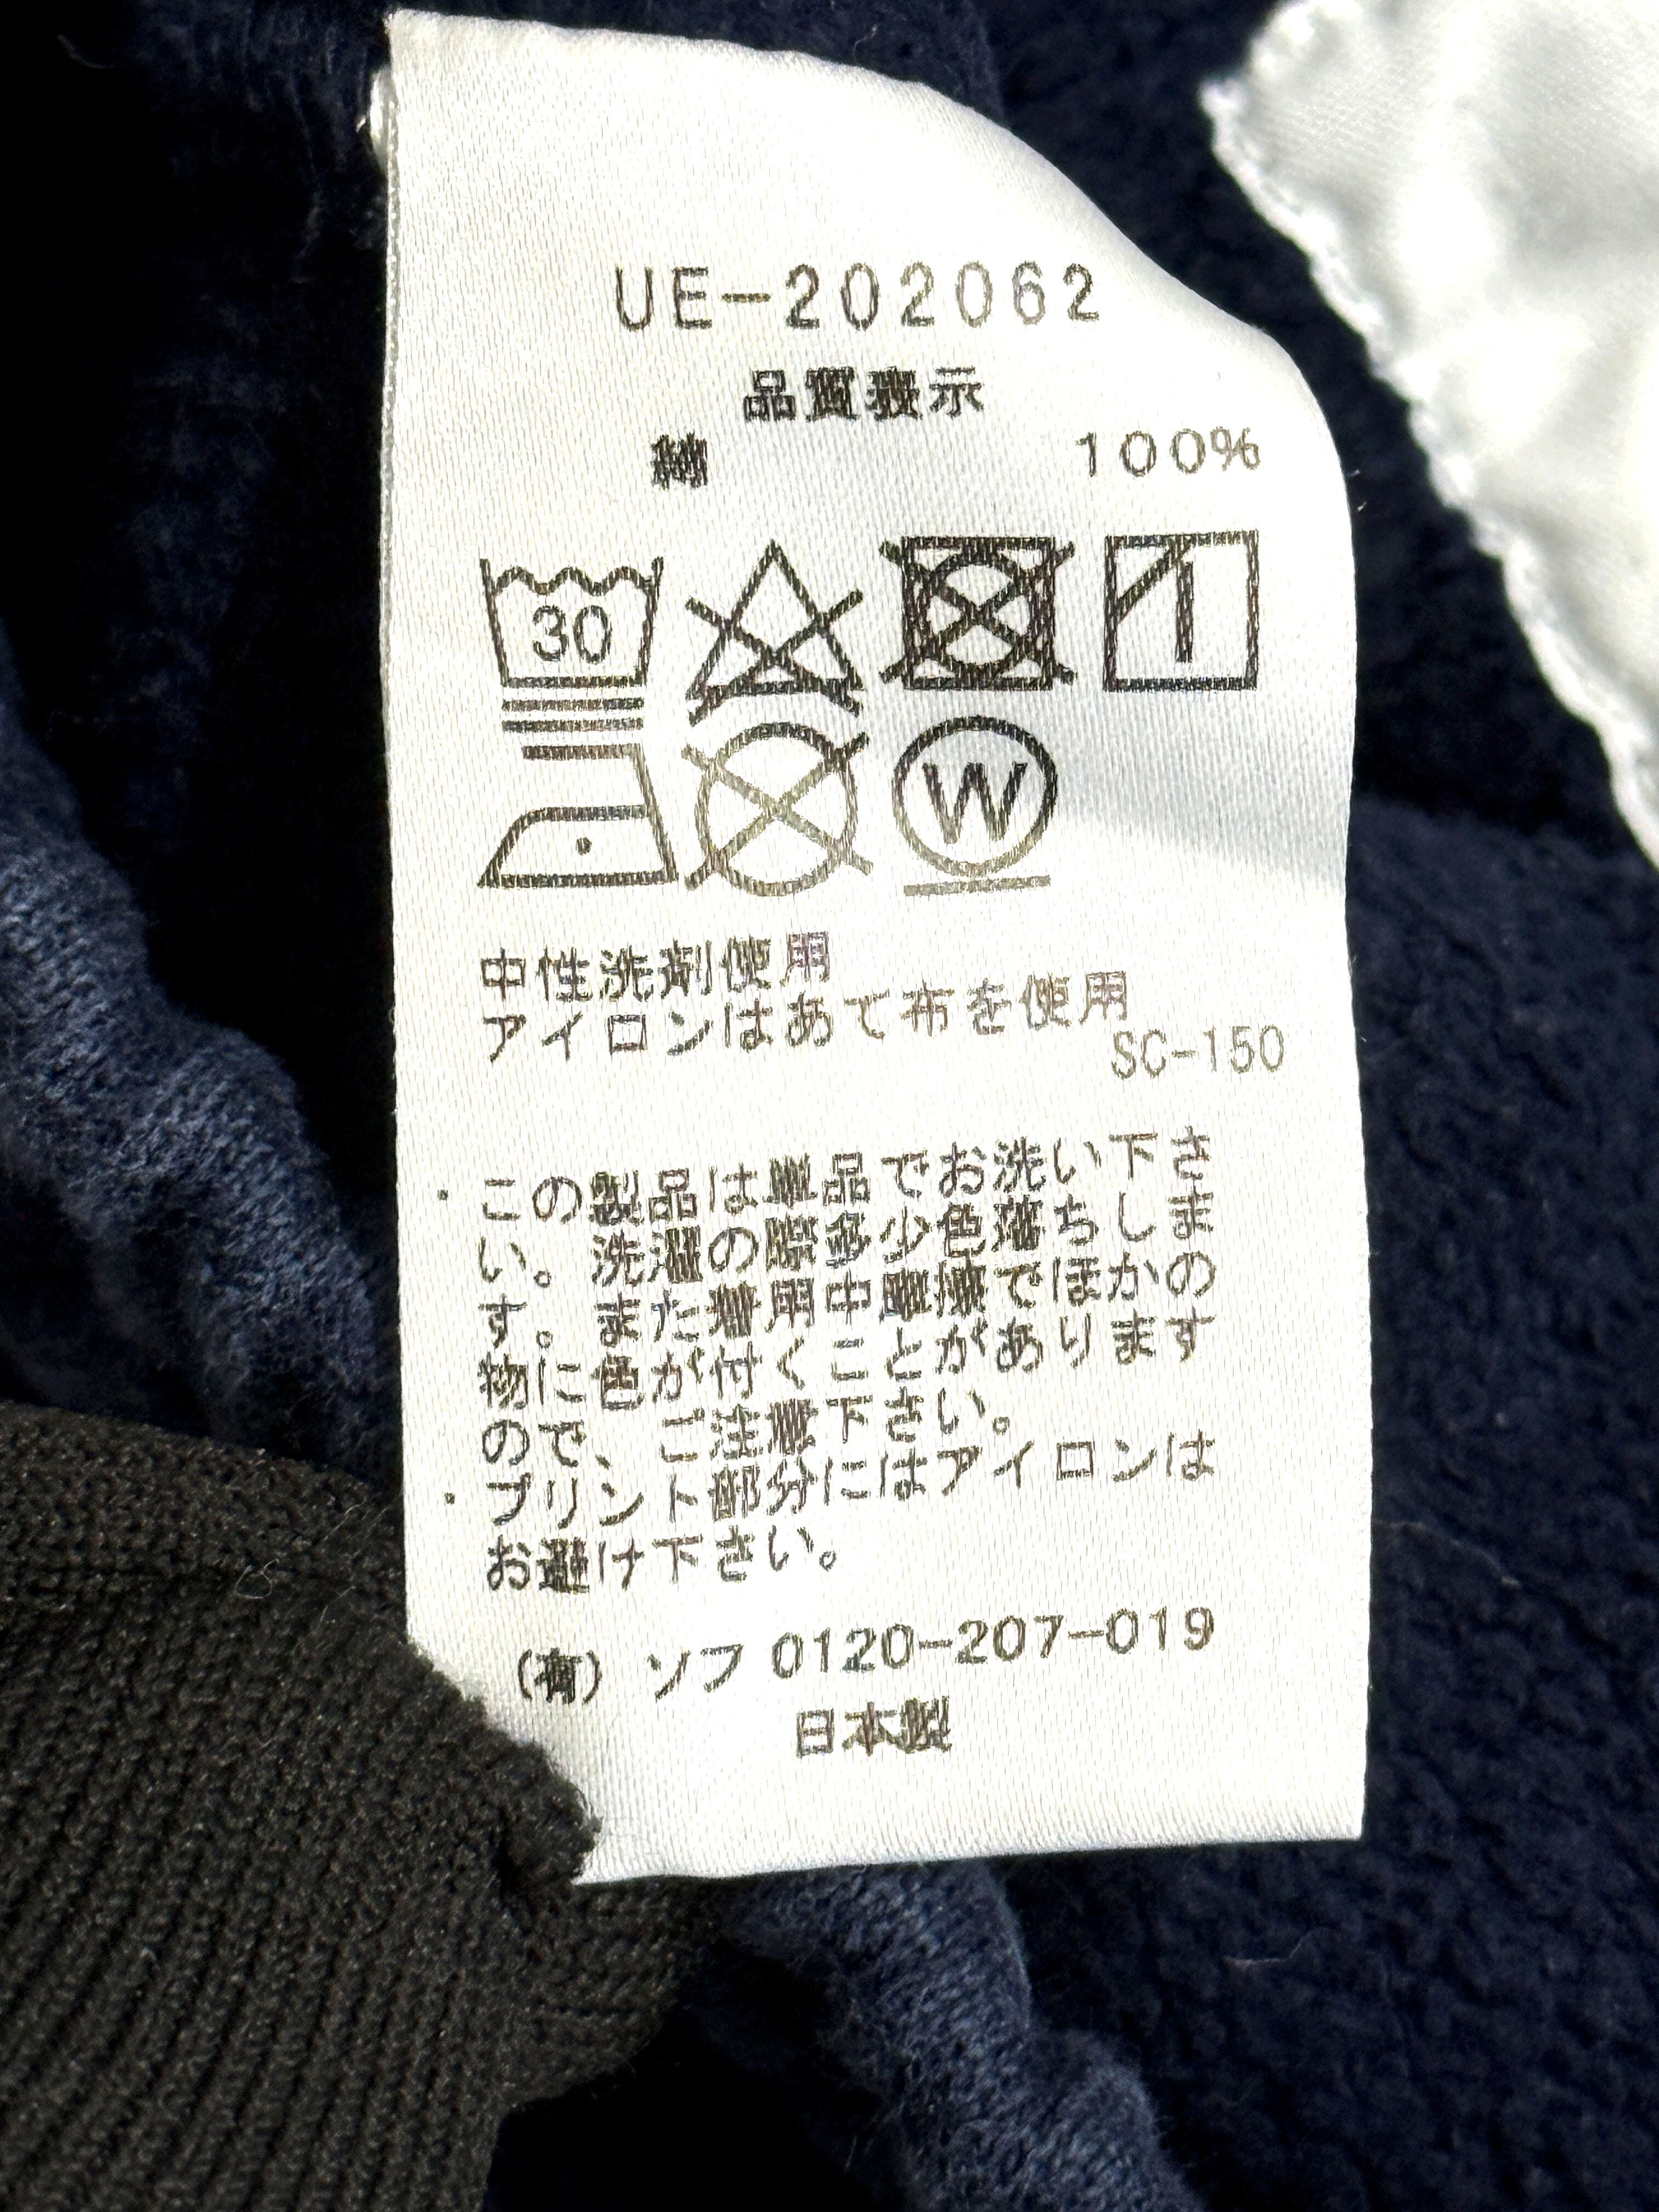 UE-202062
品質表示
綿 100%
30
W
中性洗剤使用
アイロンはあて布を使用
SC-150
・この製品は単品でお洗い下さ
い。洗濯の際多少色落ちしま
す。また着用中摩擦でほかの
物に色が付くことがあります
ので、ご注意下さい。
・プリント部分にはアイロンは
お避け下さい。
(有) ソフ 0120-207-019
日本製